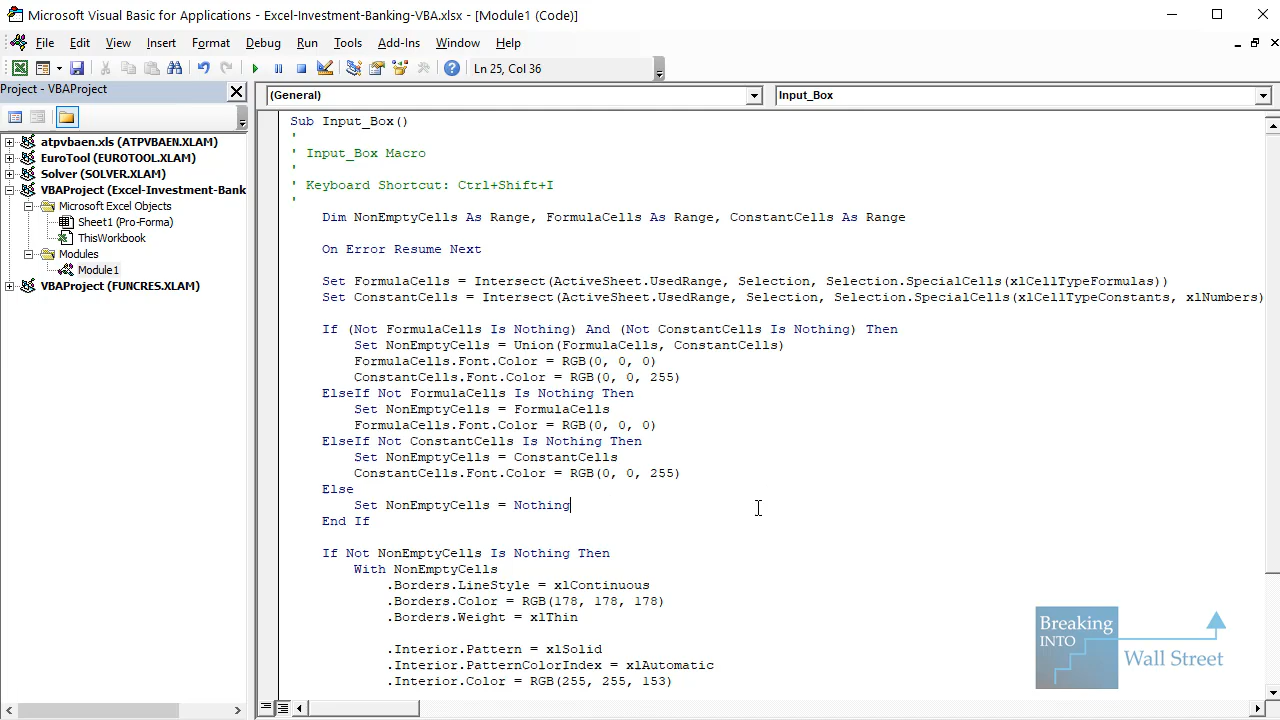 Microsoft Visual Basic for Applications - Excel-Investment-Banking-VBA.xlsx - [Module1 (Code)]
File Edit View Insert Format Debug Run Tools Add-Ins Window Help
Ln 25, Col 36
Project - VBAProject
atpvbaen.xls (ATPVBAEN.XLAM)
EuroTool (EUROTOOL.XLAM)
Solver (SOLVER.XLAM)
VBAProject (Excel-Investment-Bank
Microsoft Excel Objects
Sheet1 (Pro-Forma)
ThisWorkbook
Modules
Module1
VBAProject (FUNCRES.XLAM)
(General) Input_Box
Sub Input_Box()
'
' Input_Box Macro
'
' Keyboard Shortcut: Ctrl+Shift+I
'
Dim NonEmptyCells As Range, FormulaCells As Range, ConstantCells As Range
On Error Resume Next
Set FormulaCells = Intersect(ActiveSheet.UsedRange, Selection, Selection.SpecialCells(xlCellTypeFormulas))
Set ConstantCells = Intersect(ActiveSheet.UsedRange, Selection, Selection.SpecialCells(xlCellTypeConstants, xlNumbers)
If (Not FormulaCells Is Nothing) And (Not ConstantCells Is Nothing) Then
Set NonEmptyCells = Union(FormulaCells, ConstantCells)
FormulaCells.Font.Color = RGB(0, 0, 0)
ConstantCells.Font.Color = RGB(0, 0, 255)
ElseIf Not FormulaCells Is Nothing Then
Set NonEmptyCells = FormulaCells
FormulaCells.Font.Color = RGB(0, 0, 0)
ElseIf Not ConstantCells Is Nothing Then
Set NonEmptyCells = ConstantCells
ConstantCells.Font.Color = RGB(0, 0, 255)
Else
Set NonEmptyCells = Nothing
End If
If Not NonEmptyCells Is Nothing Then
With NonEmptyCells
.Borders.LineStyle = xlContinuous
.Borders.Color = RGB(178, 178, 178)
.Borders.Weight = xlThin
.Interior.Pattern = xlSolid
.Interior.PatternColorIndex = xlAutomatic
.Interior.Color = RGB(255, 255, 153)
Breaking
INTO
Wall Street